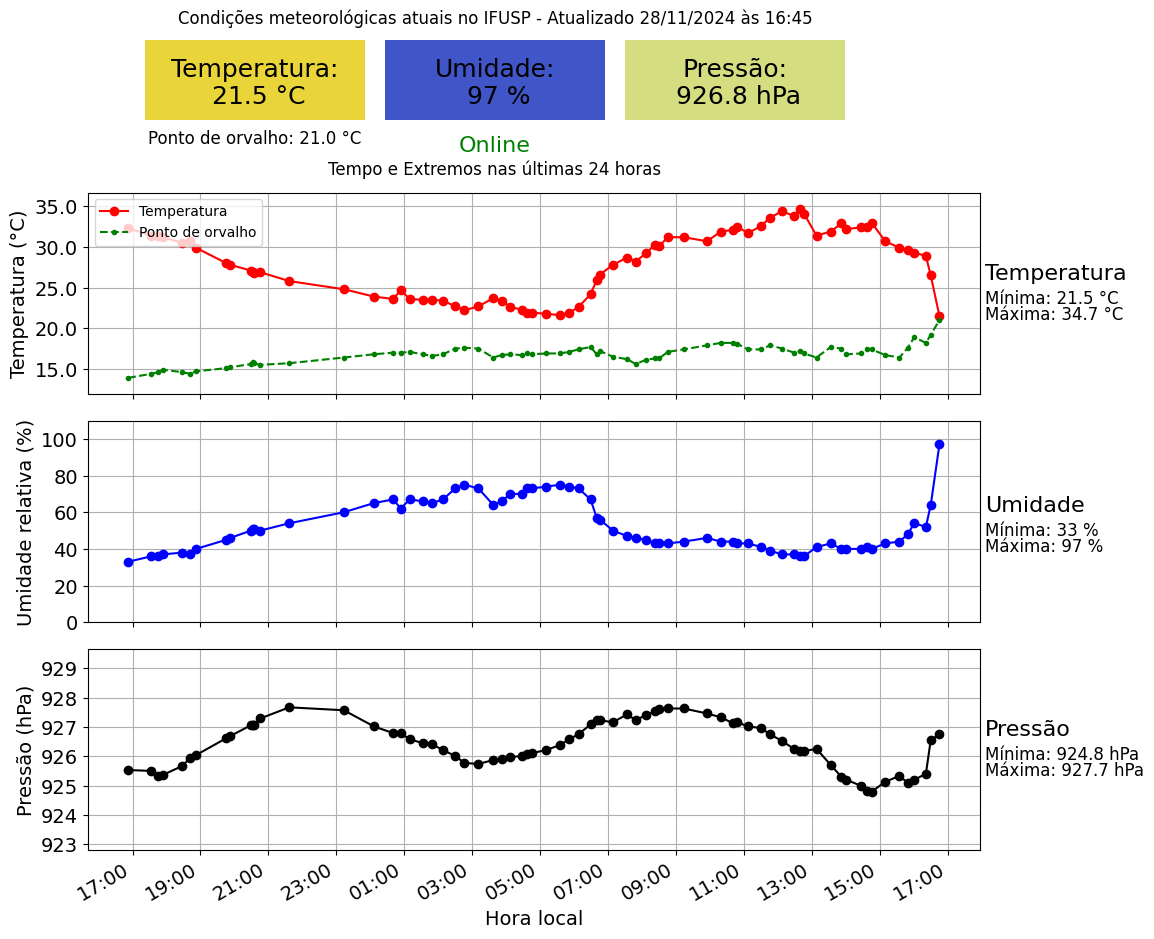 Condições meteorológicas atuais no IFUSP - Atualizado 28/11/2024 às 16:45
Temperatura:
21.5 °C
Umidade:
97 %
Pressão:
926.8 hPa
Ponto de orvalho: 21.0 °C
Online
Tempo e Extremos nas últimas 24 horas
Temperatura (°C)
35.0
30.0
25.0
20.0
15.0
Temperatura
Ponto de orvalho
Temperatura
Mínima: 21.5 °C
Máxima: 34.7 °C
Umidade relativa (%)
100
80
60
40
20
0
Umidade
Mínima: 33 %
Máxima: 97 %
Pressão (hPa)
929
928
927
926
925
924
923
Pressão
Mínima: 924.8 hPa
Máxima: 927.7 hPa
17:00 19:00 21:00 23:00 01:00 03:00 05:00 07:00 09:00 11:00 13:00 15:00 17:00
Hora local